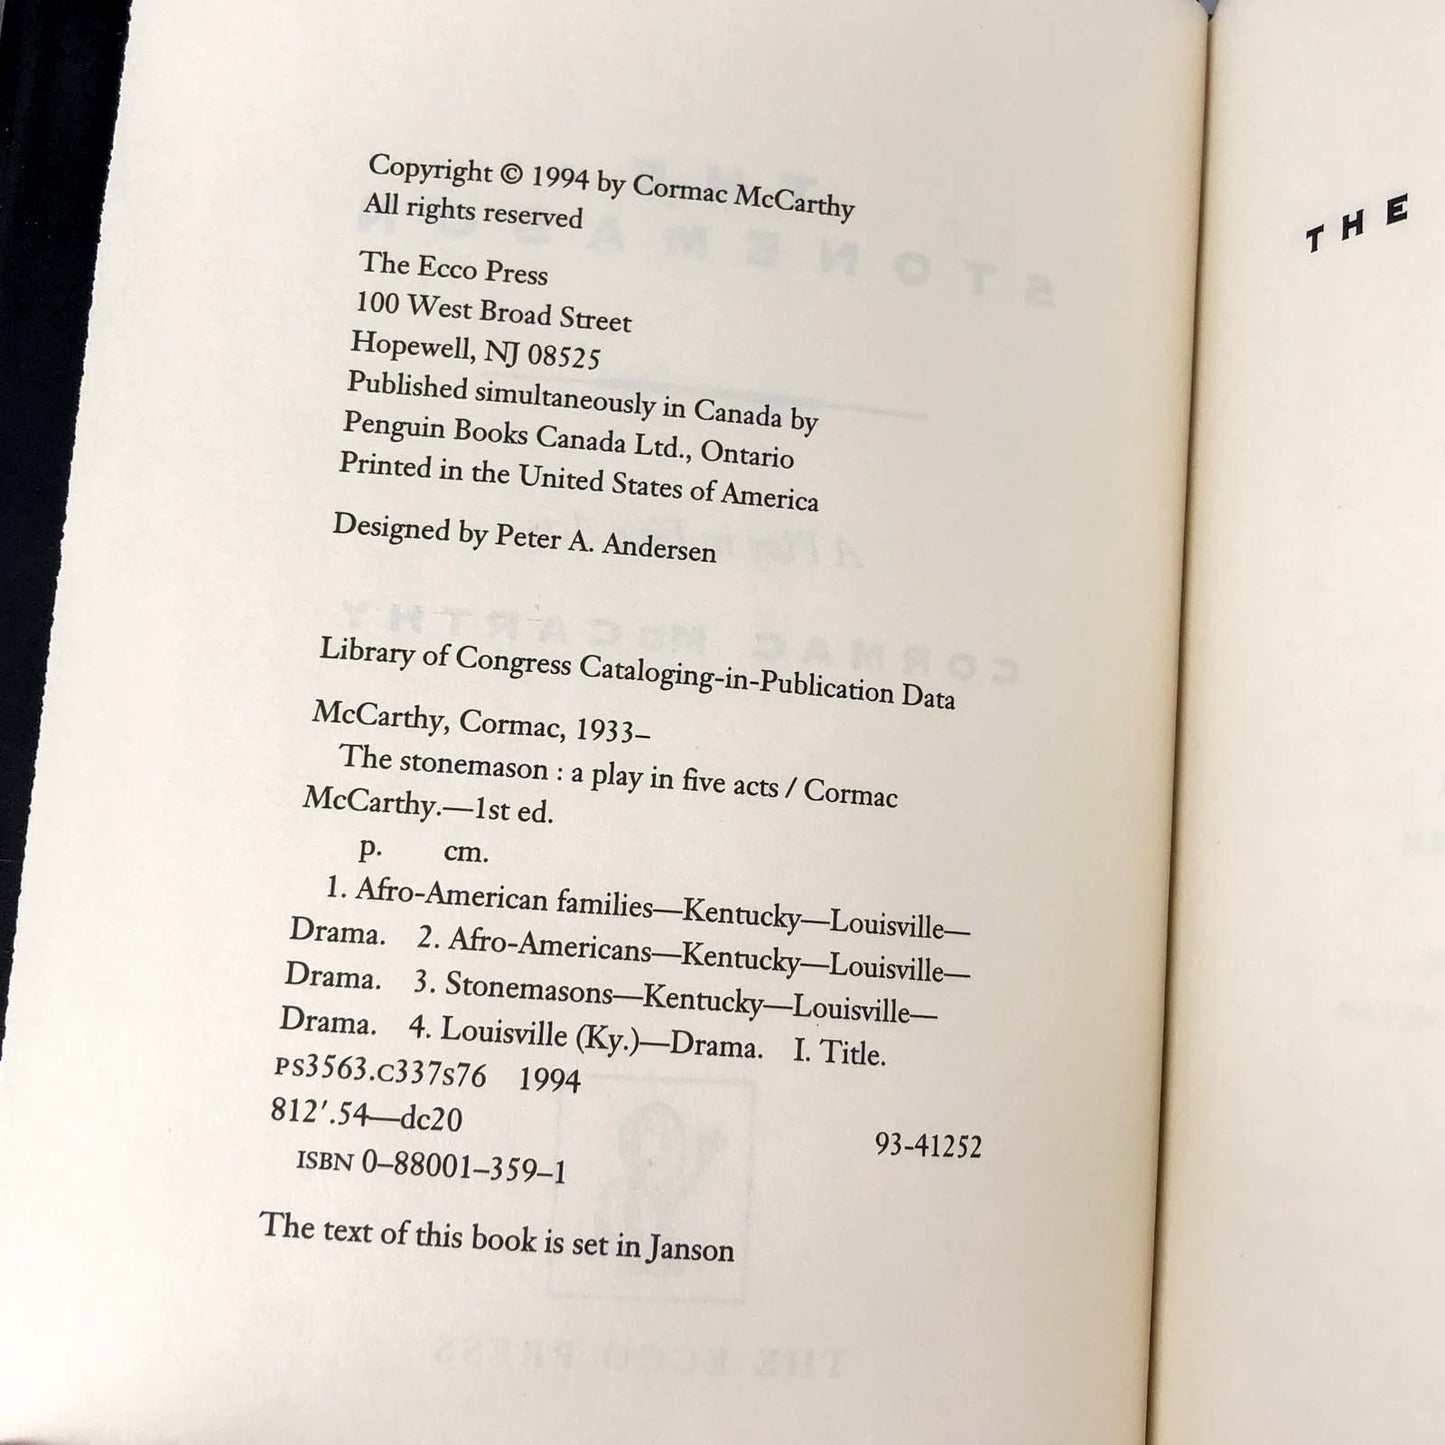 Copyright © 1994 by Cormac McCarthy
All rights reserved
The Ecco Press
100 West Broad Street
Hopewell, NJ 08525
Published simultaneously in Canada by
Penguin Books Canada Ltd., Ontario
Printed in the United States of America
Designed by Peter A. Andersen
Library of Congress Cataloging-in-Publication Data
McCarthy, Cormac, 1933–
The stonemason : a play in five acts / Cormac
McCarthy.—1st ed.
p. cm.
1. Afro-American families—Kentucky—Louisville—
Drama. 2. Afro-Americans—Kentucky—Louisville—
Drama. 3. Stonemasons—Kentucky—Louisville—
Drama. 4. Louisville (Ky.)—Drama. I. Title.
PS3563.C337S76 1994
812′.54—dc20
93-41252
ISBN 0–88001–359–1
The text of this book is set in Janson
THE